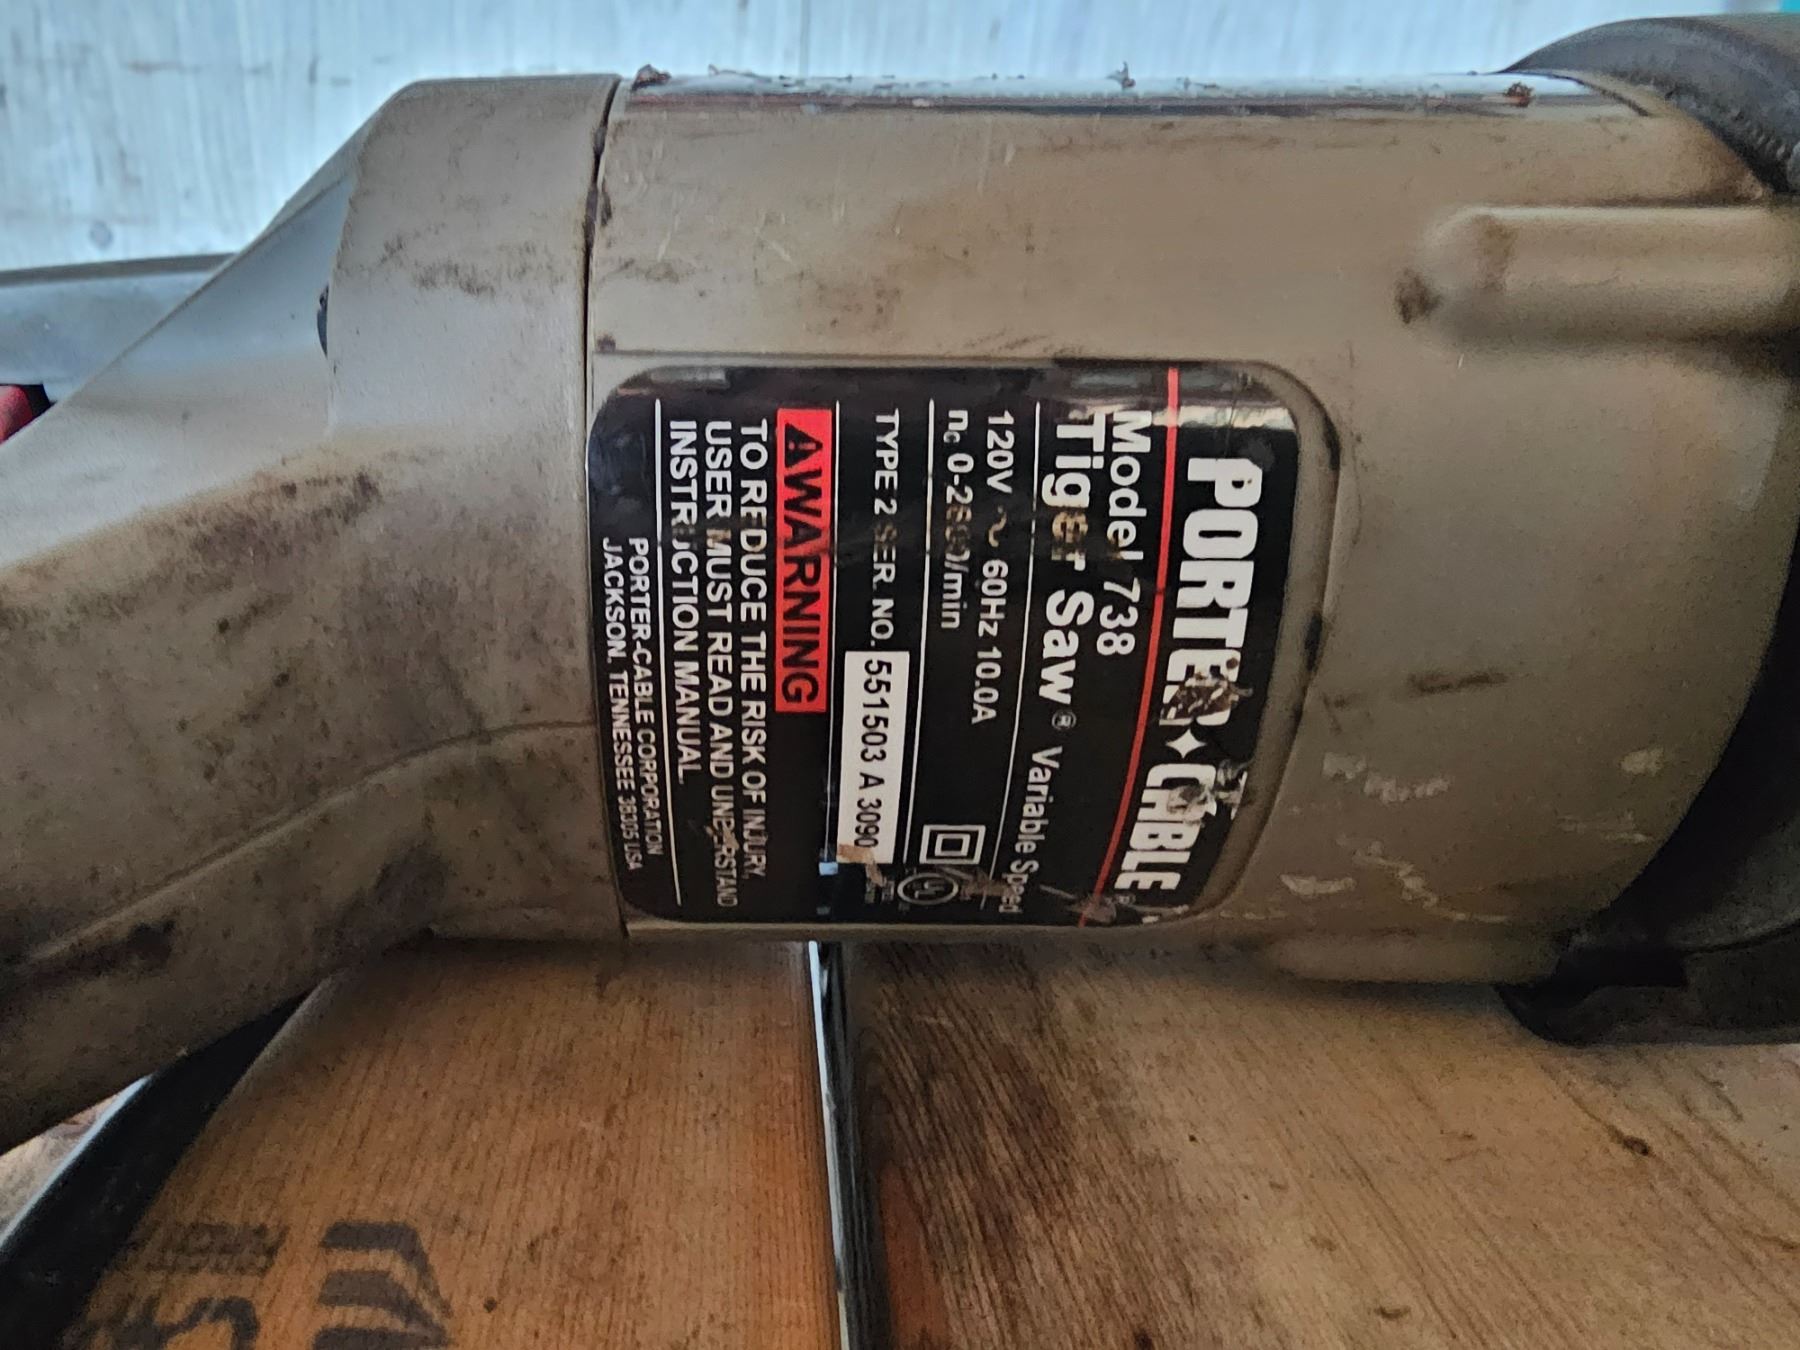 PORTER CABLE®
Model 738
Tiger Saw® Variable Speed
120V ~ 60Hz 10.0A
TYPE 2 SER. NO. 551503 A 3090
UL
WARNING
TO REDUCE THE RISK OF INJURY,
USER MUST READ AND UNDERSTAND
INSTRUCTION MANUAL.
PORTER-CABLE CORPORATION
JACKSON, TENNESSEE 38305 USA